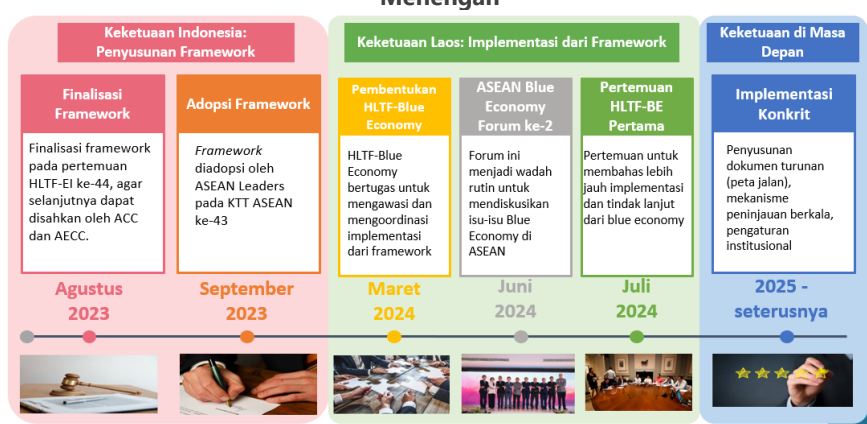 Menengah
Keketuaan Indonesia:
Penyusunan Framework
Keketuaan Laos: Implementasi dari Framework
Keketuaan di Masa
Depan
Finalisasi
Framework
Finalisasi framework
pada pertemuan
HLTF-EI ke-44, agar
selanjutnya dapat
disahkan oleh ACC
dan AECC.
Agustus
2023
Adopsi Framework
Framework
diadopsi oleh
ASEAN Leaders
pada KTT ASEAN
ke-43
September
2023
Pembentukan
HLTF-Blue
Economy
HLTF-Blue
Economy
bertugas untuk
mengawasi dan
mengoordinasi
implementasi
dari framework
Maret
2024
ASEAN Blue
Economy
Forum ke-2
Forum ini
menjadi wadah
rutin untuk
mendiskusikan
isu-isu Blue
Economy di
ASEAN
Juni
2024
Pertemuan
HLTF-BE
Pertama
Pertemuan untuk
membahas lebih
jauh implementasi
dan tindak lanjut
dari blue economy
Juli
2024
Implementasi
Konkrit
Penyusunan
dokumen turunan
(peta jalan),
mekanisme
peninjauan berkala,
pengaturan
institusional
2025 -
seterusnya